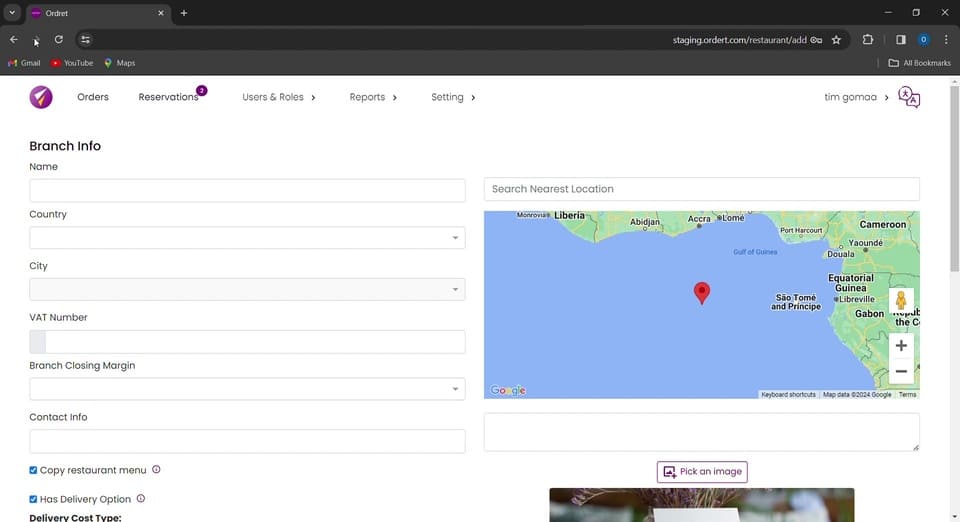 Ordret
staging.ordert.com/restaurant/add
Gmail
YouTube
Maps
All Bookmarks
Orders
Reservations
2
Users & Roles
Reports
Setting
tim gomaa
Branch Info
Name
Country
City
VAT Number
Branch Closing Margin
Contact Info
Copy restaurant menu
Has Delivery Option
Delivery Cost Type:
Search Nearest Location
Monrovia
Liberia
Abidjan
Accra
Lomé
Port Harcourt
Cameroon
Yaoundé
Douala
Gulf of Guinea
Equatorial
Guinea
São Tomé
and Príncipe
Libreville
Gabon
the C
Google
Keyboard shortcuts
Map data ©2024 Google
Terms
Pick an image